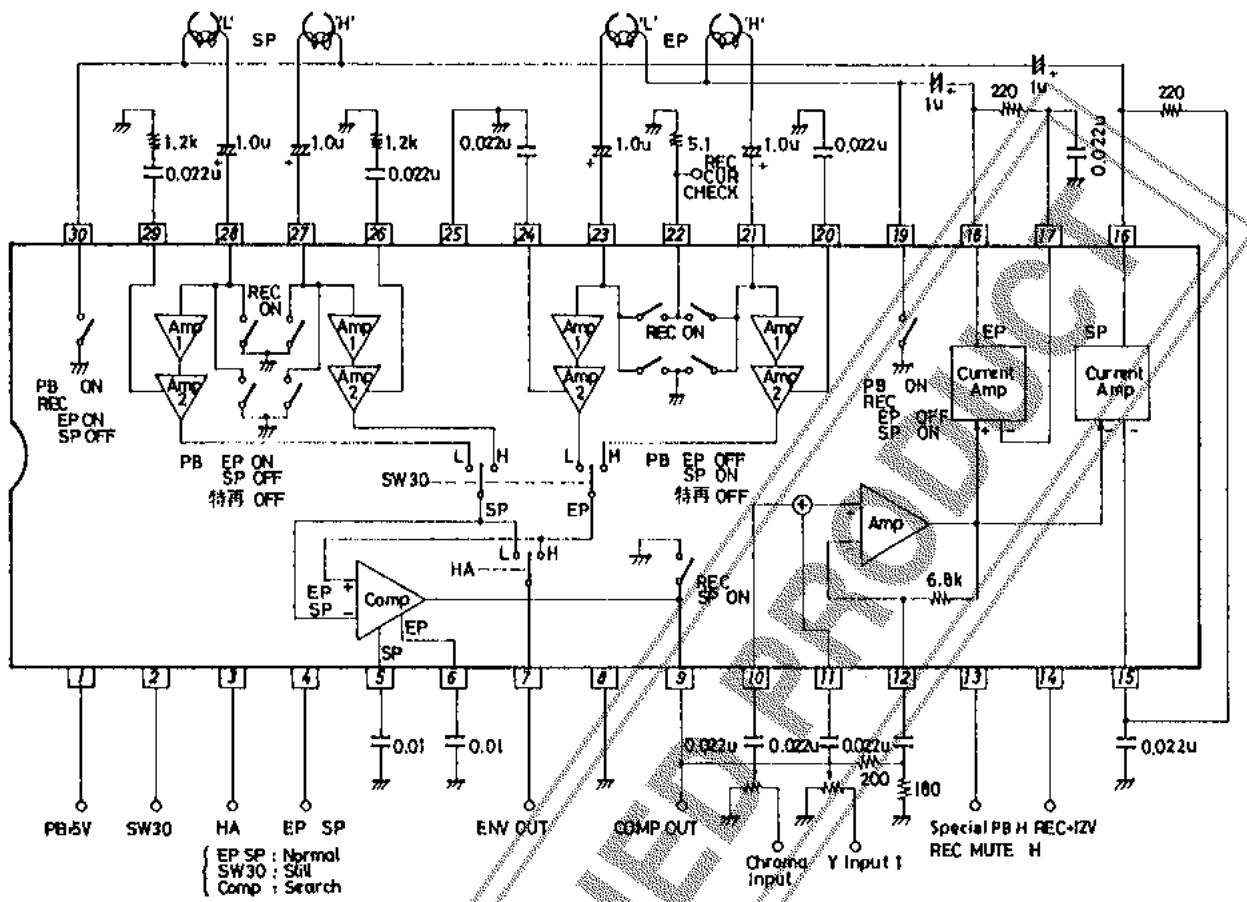 'L' SP 'H' 'L' EP 'H'
1u + 1u + 220 220
1.2k 1.0u + 1.0u + 1.2k 0.022u 1.0u + 5.1 1.0u + 0.022u 0.022u
0.022u 0.022u
REC
CUR
CHECK
30 29 28 27 26 25 24 23 22 21 20 19 18 17 16
REC
ON
Amp
1
Amp
2
Amp
1
Amp
2
Amp
1
Amp
2
REC ON
Amp
1
Amp
2
EP
Current
Amp
SP
Current
Amp
+ - + -
PB ON
REC
EP ON
SP OFF
PB ON
REC
EP OFF
SP ON
PB EP ON
SP OFF
特再 OFF
L H
SW30
SP
L H
EP
PB EP OFF
SP ON
特再 OFF
L H
HA
EP +
SP -
Comp
EP
SP
REC
SP ON
+
+
-
Amp
6.8k
1 2 3 4 5 6 7 8 9 10 11 12 13 14 15
0.01 0.01 0.022u 0.022u 0.022u 0.022u
200
180
PB+5V SW30 HA EP SP ENV OUT COMP OUT
Chroma
Input
Y Input 1
Special PB H REC+12V
REC MUTE H
EP SP : Normal
SW30 : Still
Comp : Search
NED PRODUCT